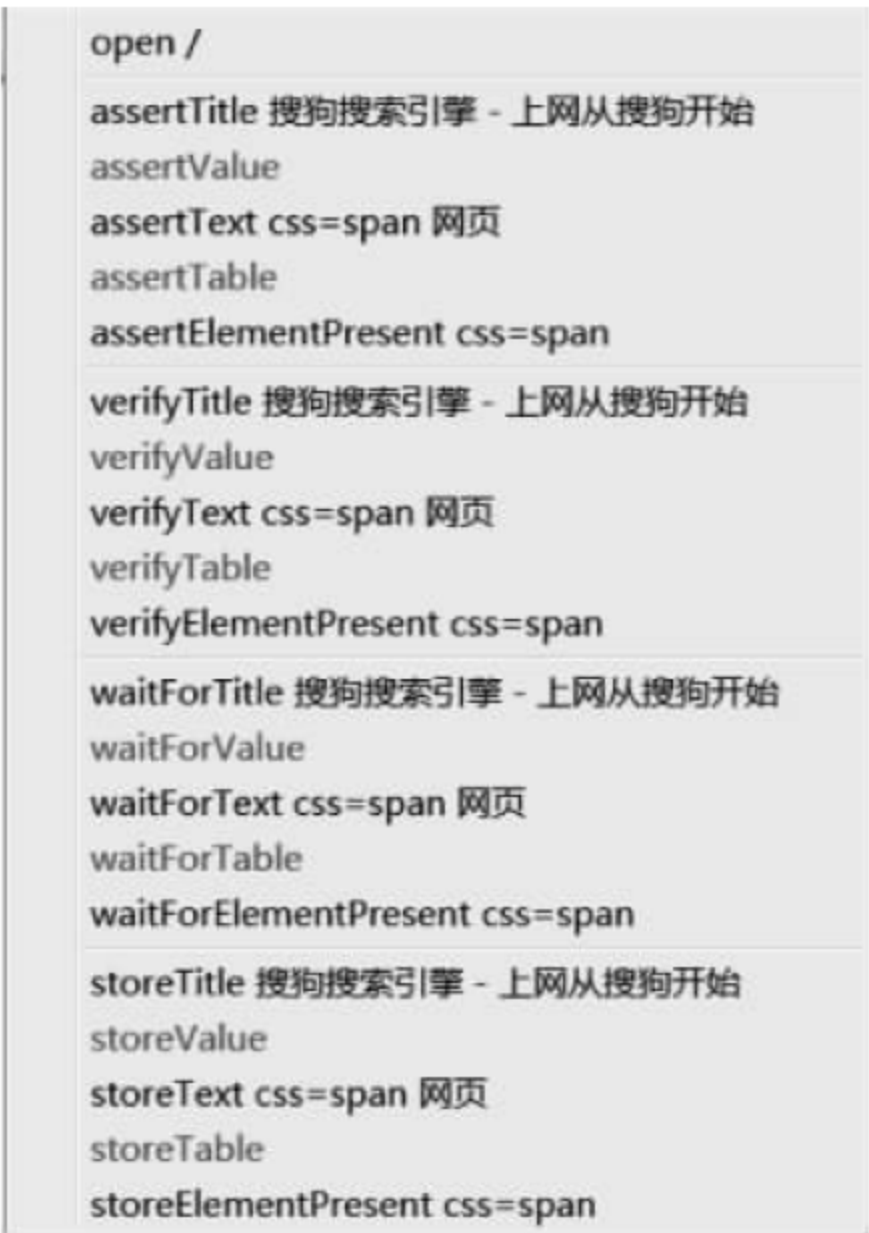 open /
assertTitle 搜狗搜索引擎 - 上网从搜狗开始
assertValue
assertText css=span 网页
assertTable
assertElementPresent css=span
verifyTitle 搜狗搜索引擎 - 上网从搜狗开始
verifyValue
verifyText css=span 网页
verifyTable
verifyElementPresent css=span
waitForTitle 搜狗搜索引擎 - 上网从搜狗开始
waitForValue
waitForText css=span 网页
waitForTable
waitForElementPresent css=span
storeTitle 搜狗搜索引擎 - 上网从搜狗开始
storeValue
storeText css=span 网页
storeTable
storeElementPresent css=span